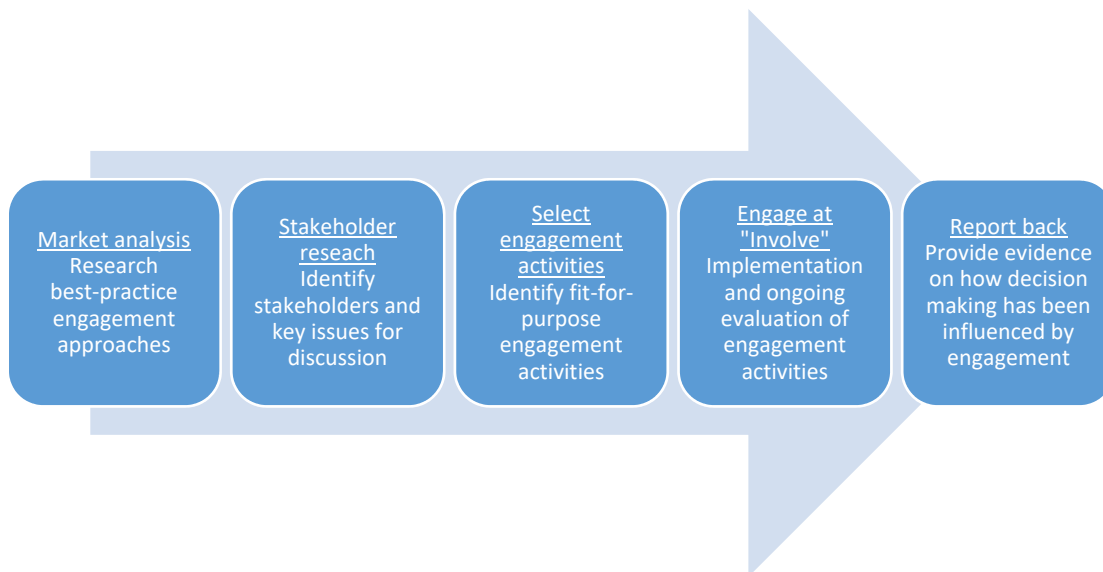 Market analysis
Research
best-practice
engagement
approaches
Stakeholder
reseach
Identify
stakeholders and
key issues for
discussion
Select
engagement
activities
Identify fit-for-
purpose
engagement
activities
Engage at
"Involve"
Implementation
and ongoing
evaluation of
engagement
activities
Report back
Provide evidence
on how decision
making has been
influenced by
engagement